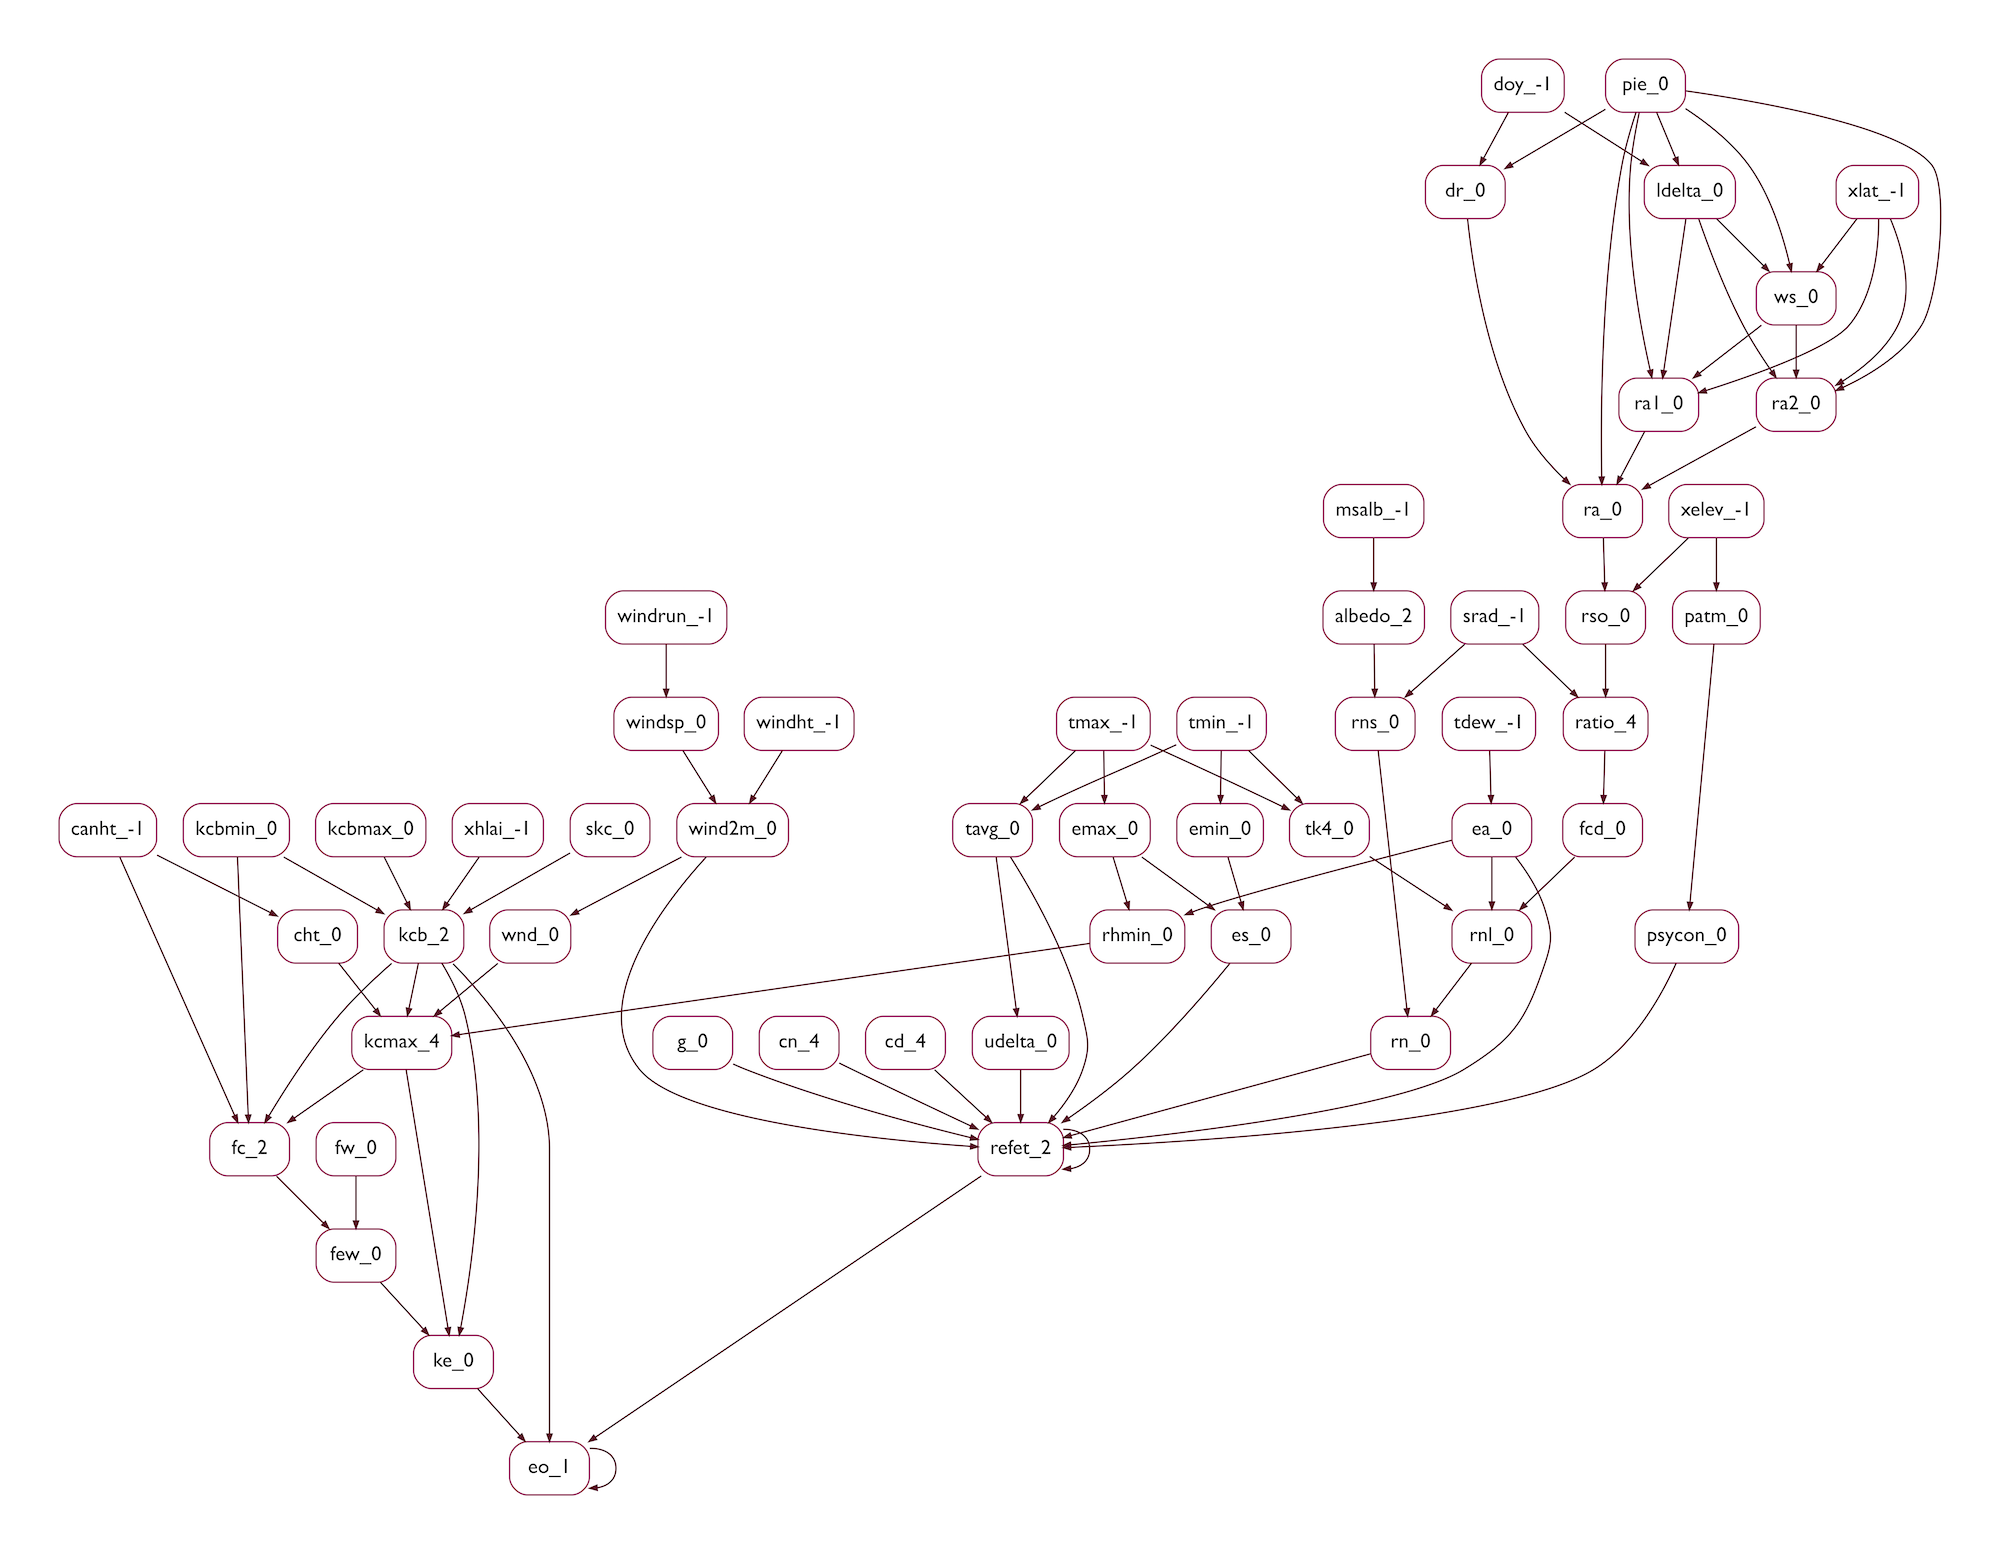 doy_-1
pie_0
dr_0
ldelta_0
xlat_-1
ws_0
ra1_0
ra2_0
msalb_-1
ra_0
xelev_-1
windrun_-1
albedo_2
srad_-1
rso_0
patm_0
windsp_0
windht_-1
tmax_-1
tmin_-1
rns_0
tdew_-1
ratio_4
canht_-1
kcbmin_0
kcbmax_0
xhlai_-1
skc_0
wind2m_0
tavg_0
emax_0
emin_0
tk4_0
ea_0
fcd_0
cht_0
kcb_2
wnd_0
rhmin_0
es_0
rnl_0
psycon_0
kcmax_4
g_0
cn_4
cd_4
udelta_0
rn_0
fc_2
fw_0
refet_2
few_0
ke_0
eo_1